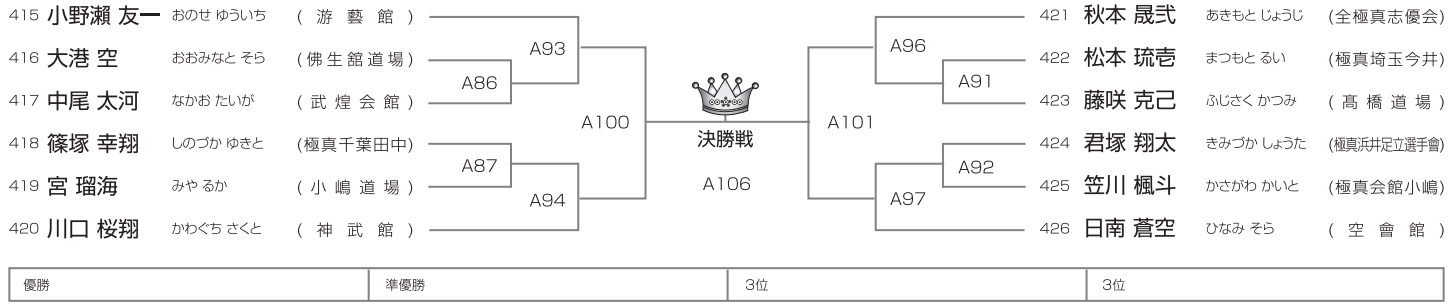 415 小野瀬 友一 おのせ ゆういち (游藝館)
416 大港 空 おおみなと そら (佛生舘道場)
417 中尾 太河 なかお たいが (武煌会館)
418 篠塚 幸翔 しのづか ゆきと (極真千葉田中)
419 宮 瑠海 みや るか (小嶋道場)
420 川口 桜翔 かわぐち さくと (神武館)
A93
A86
A87
A94
A100
決勝戦
A106
A101
A96
A91
A92
A97
421 秋本 晟弐 あきもと じょうじ (全極真志優会)
422 松本 琉壱 まつもと るい (極真埼玉今井)
423 藤咲 克己 ふじさく かつみ (髙橋道場)
424 君塚 翔太 きみづか しょうた (極真浜井足立選手會)
425 笠川 楓斗 かさがわ かいと (極真会館小嶋)
426 日南 蒼空 ひなみ そら (空會館)
優勝 準優勝 3位 3位